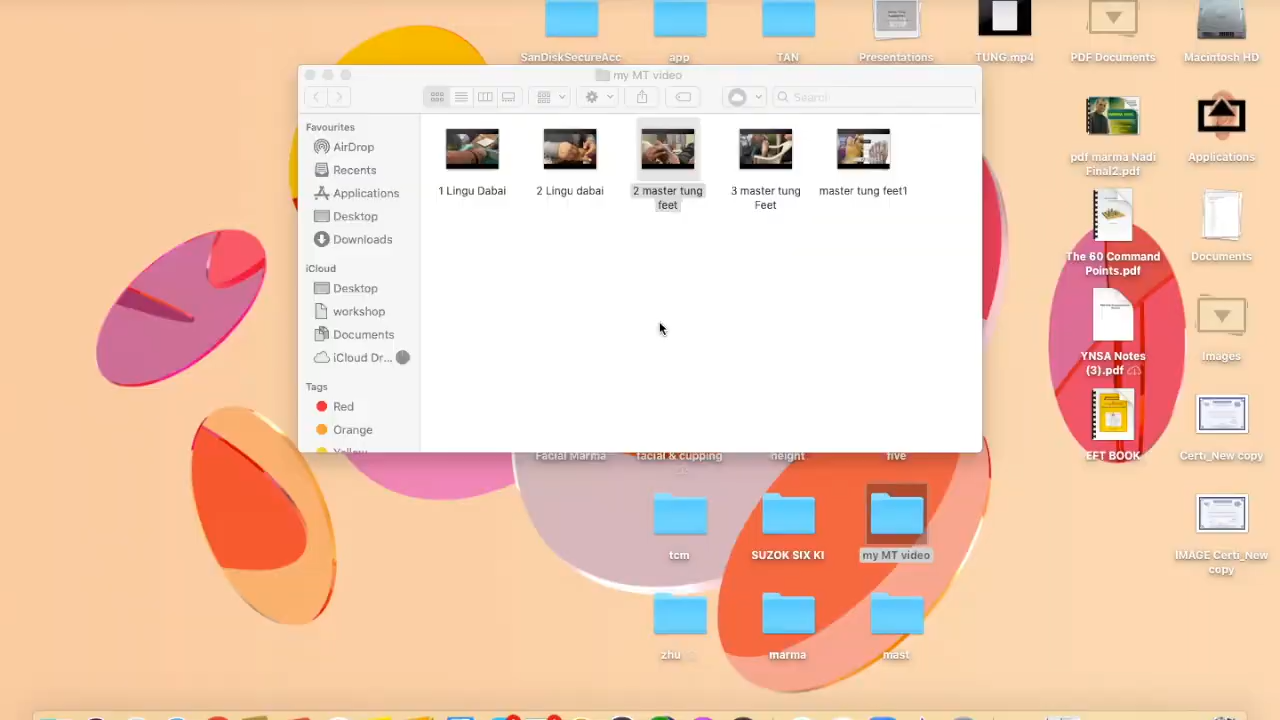 SanDiskSecureAcc
app
TAN
Presentations
TUNG.mp4
PDF Documents
Macintosh HD
my MT video
Search
Favourites
AirDrop
Recents
Applications
Desktop
Downloads
iCloud
Desktop
workshop
Documents
iCloud Dr...
Tags
Red
Orange
Yellow
1 Lingu Dabai
2 Lingu dabai
2 master tung
feet
3 master tung
Feet
master tung feet1
pdf marma Nadi
Final2.pdf
Applications
The 60 Command
Points.pdf
Documents
YNSA Notes
(3).pdf
Images
EFT BOOK
Certi_New copy
Facial Marma
facial & cupping
height
five
tcm
SUZOK SIX KI
my MT video
IMAGE Certi_New
copy
zhu
marma
mast